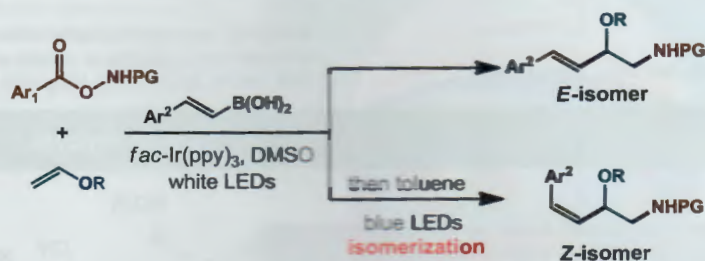 O
Ar₁ O NHPG
+
OR
Ar² B(OH)₂
fac-Ir(ppy)₃, DMSO
white LEDs
then toluene
blue LEDs
isomerization
OR
Ar² NHPG
E-isomer
Ar² OR
NHPG
Z-isomer